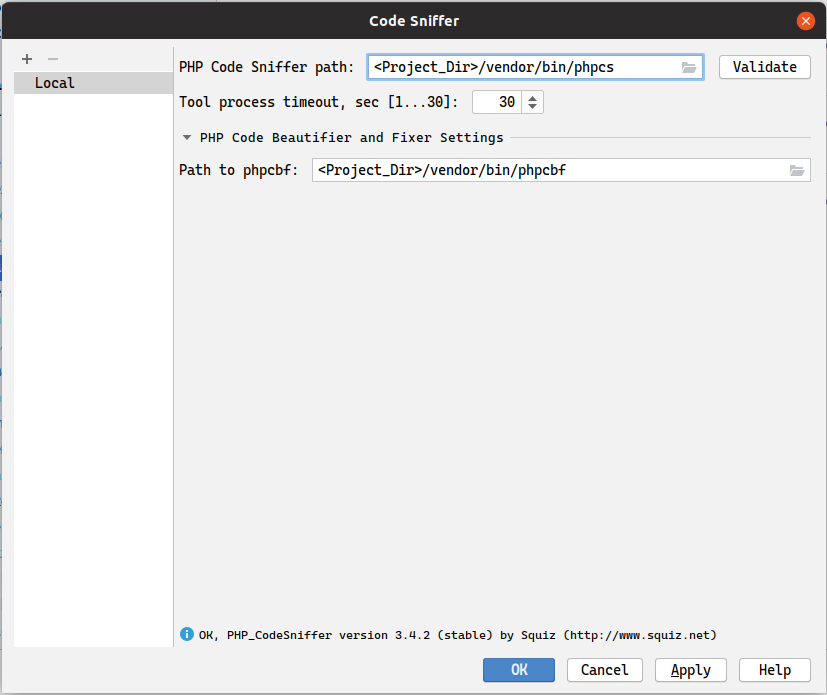 Code Sniffer
Local
PHP Code Sniffer path: <Project_Dir>/vendor/bin/phpcs Validate
Tool process timeout, sec [1...30]: 30
PHP Code Beautifier and Fixer Settings
Path to phpcbf: <Project_Dir>/vendor/bin/phpcbf
OK, PHP_CodeSniffer version 3.4.2 (stable) by Squiz (http://www.squiz.net)
OK Cancel Apply Help